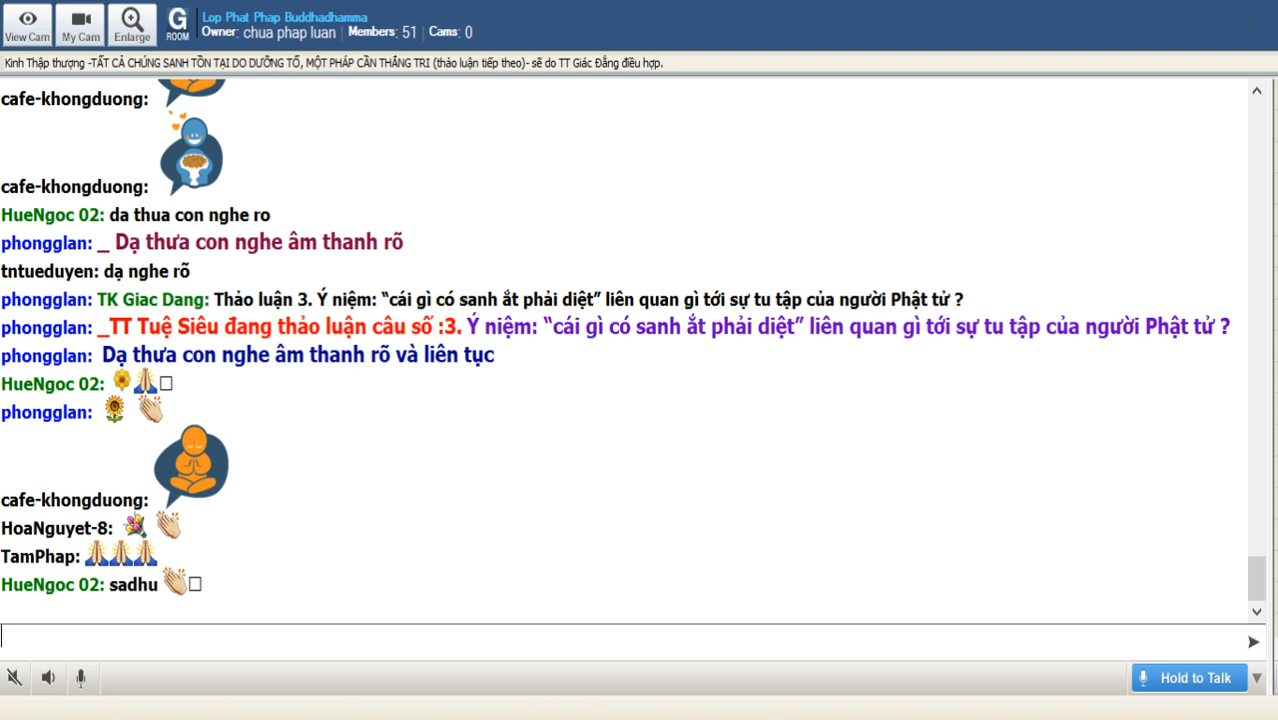 View Cam
My Cam
Enlarge
G
ROOM
Lop Phat Phap Buddhadhamma
Owner: chua phap luan | Members: 51 | Cams: 0
Kinh Thập thượng -TẤT CẢ CHÚNG SANH TỒN TẠI DO DƯỠNG TỐ, MỘT PHÁP CẦN THẮNG TRI (thảo luận tiếp theo)- sẽ do TT Giác Đẳng điều hợp.
cafe-khongduong:
cafe-khongduong:
HueNgoc 02: da thua con nghe ro
phongglan: _ Dạ thưa con nghe âm thanh rõ
tntueduyen: dạ nghe rõ
phongglan: TK Giac Dang: Thảo luận 3. Ý niệm: “cái gì có sanh ắt phải diệt” liên quan gì tới sự tu tập của người Phật tử ?
phongglan: _TT Tuệ Siêu đang thảo luận câu số :3. Ý niệm: “cái gì có sanh ắt phải diệt” liên quan gì tới sự tu tập của người Phật tử ?
phongglan: Dạ thưa con nghe âm thanh rõ và liên tục
HueNgoc 02:
phongglan:
cafe-khongduong:
HoaNguyet-8:
TamPhap:
HueNgoc 02: sadhu
Hold to Talk